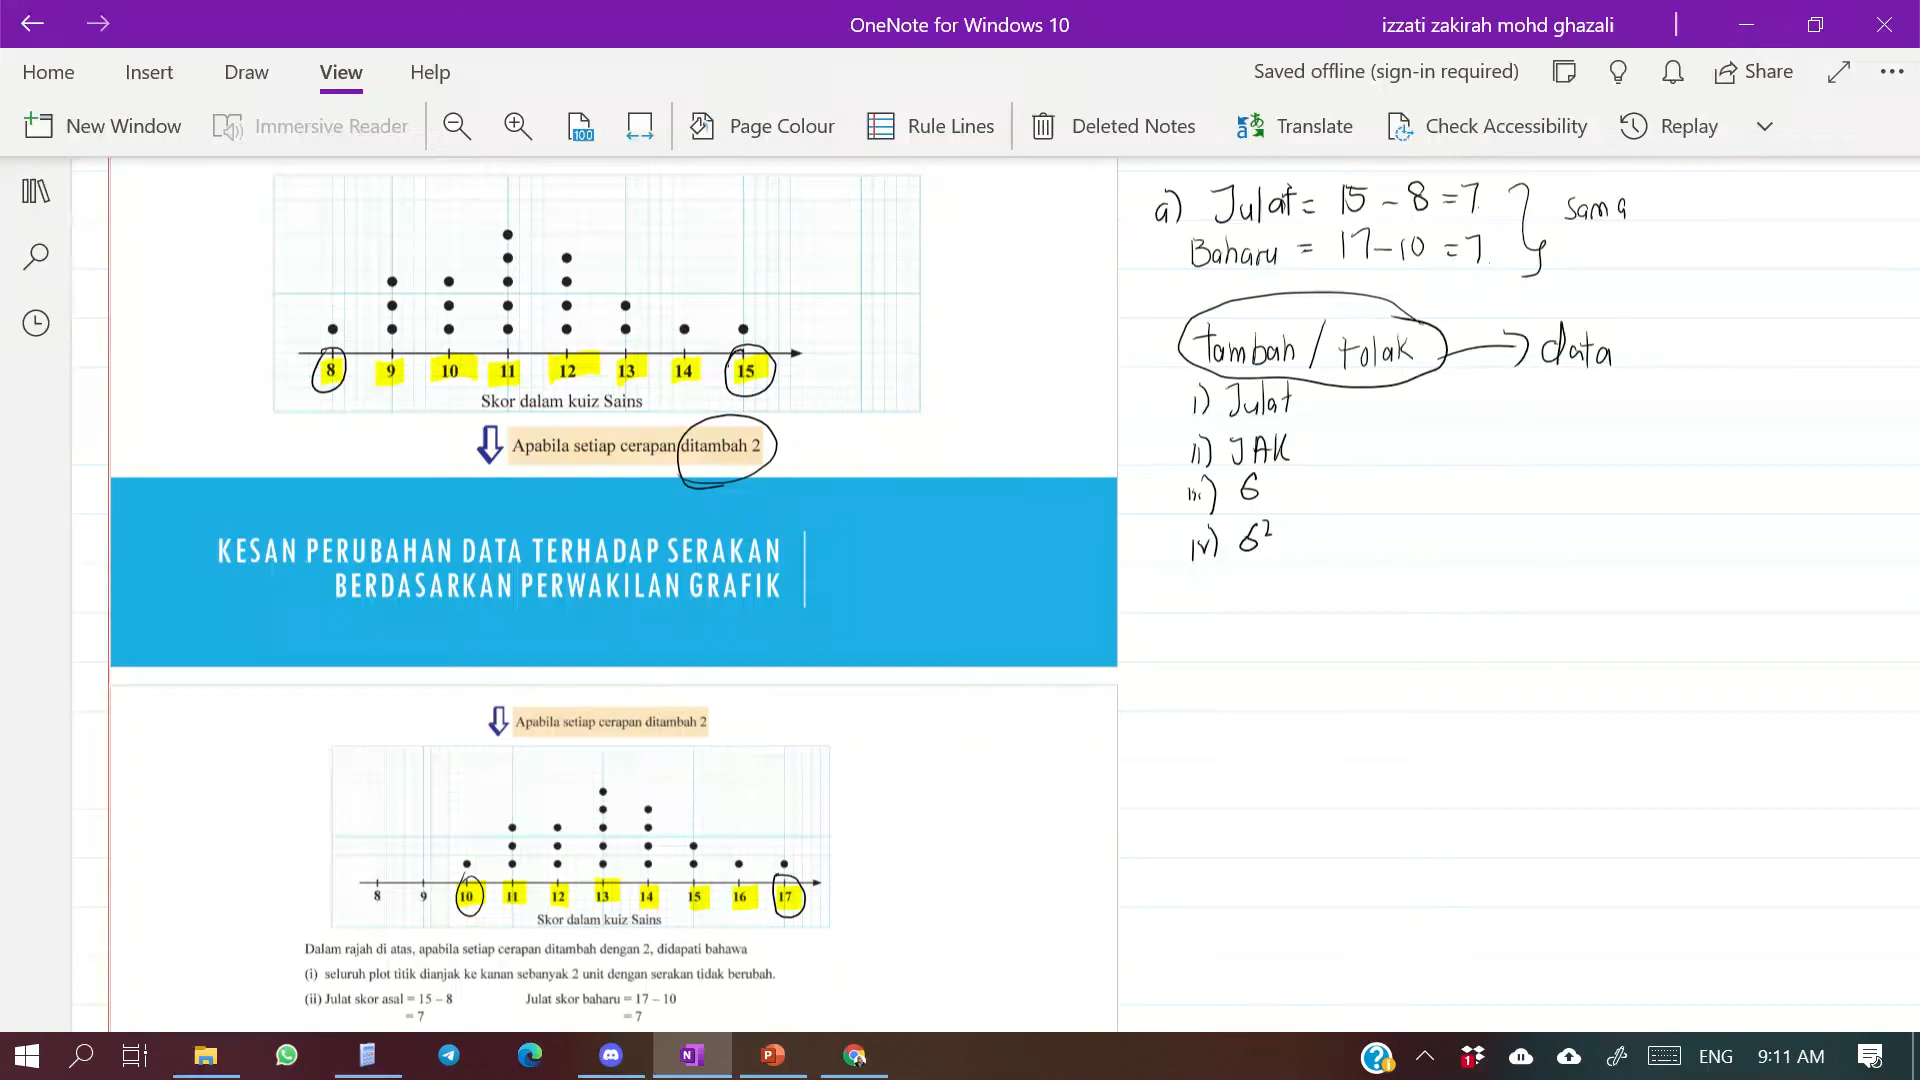 OneNote for Windows 10
izzati zakirah mohd ghazali
Home Insert Draw View Help
Saved offline (sign-in required)
Share
New Window
Immersive Reader
100
Page Colour
Rule Lines
Deleted Notes
Translate
Check Accessibility
Replay
8 9 10 11 12 13 14 15
Skor dalam kuiz Sains
Apabila setiap cerapan ditambah 2
KESAN PERUBAHAN DATA TERHADAP SERAKAN
BERDASARKAN PERWAKILAN GRAFIK
Apabila setiap cerapan ditambah 2
8 9 10 11 12 13 14 15 16 17
Skor dalam kuiz Sains
Dalam rajah di atas, apabila setiap cerapan ditambah dengan 2, didapati bahawa
(i) seluruh plot titik dianjak ke kanan sebanyak 2 unit dengan serakan tidak berubah.
(ii) Julat skor asal = 15 – 8 Julat skor baharu = 17 – 10
= 7 = 7
a) Julat = 15 - 8 = 7
Baharu = 17 - 10 = 7
sama
tambah / tolak → data
i) Julat
ii) JAK
iii) 6
iv) 6²
1
ENG
9:11 AM